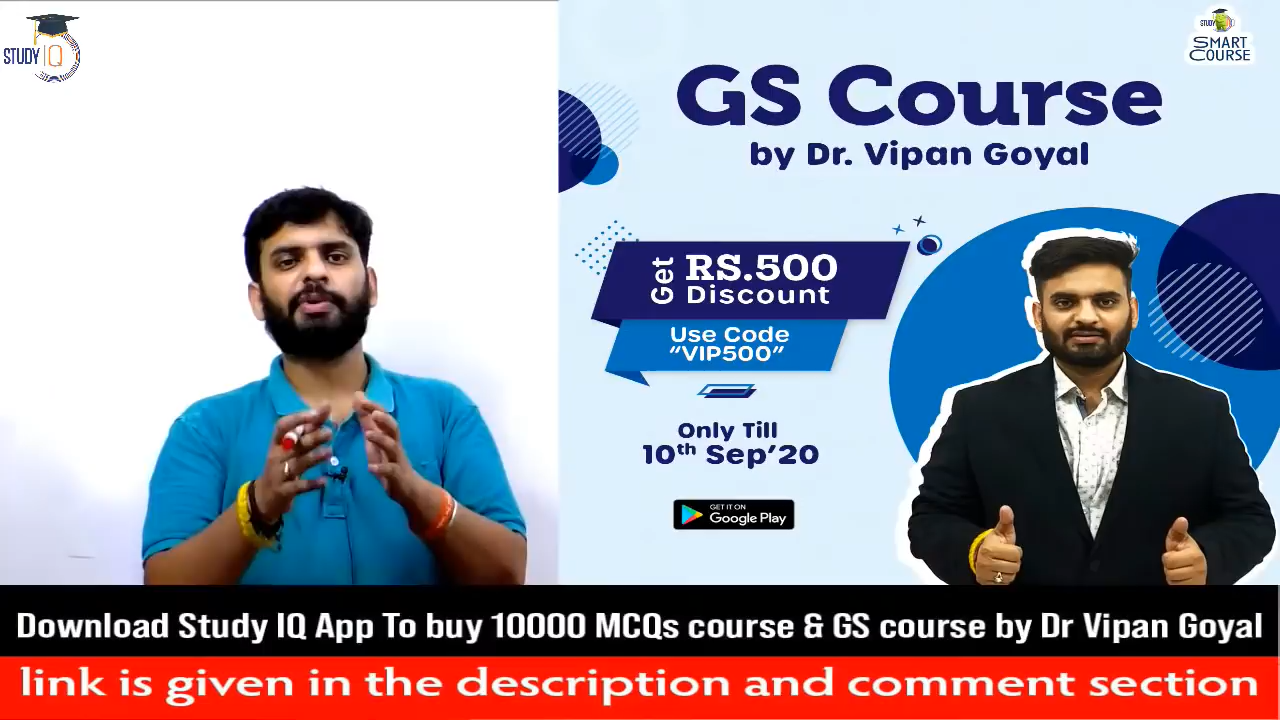 STUDY IQ
STUDY IQ
SMART
COURSE
GS Course
by Dr. Vipan Goyal
Get RS.500
Discount
Use Code
“VIP500”
Only Till
10th Sep’20
GET IT ON
Google Play
Download Study IQ App To buy 10000 MCQs course & GS course by Dr Vipan Goyal
link is given in the description and comment section